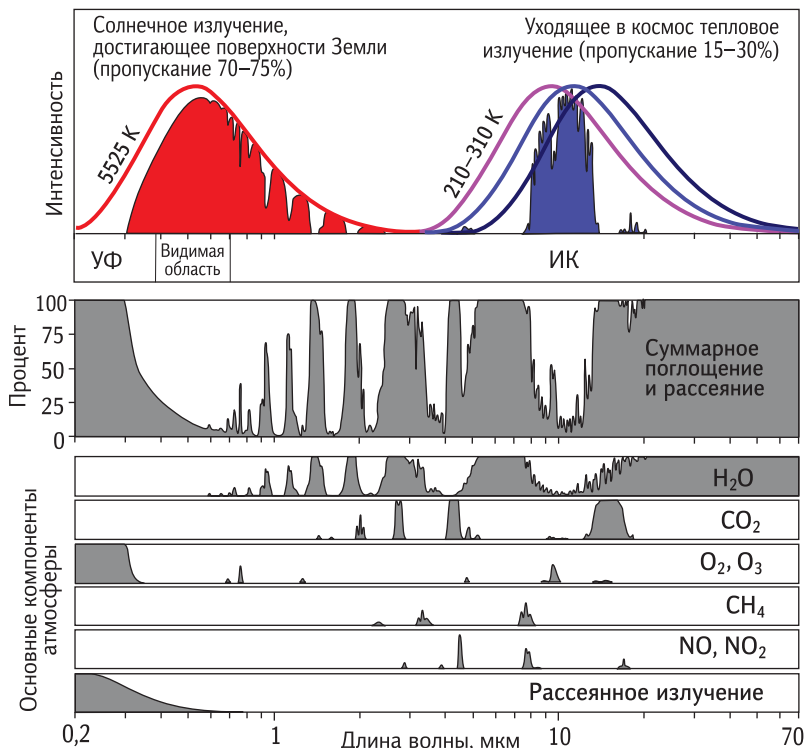 Солнечное излучение,
достигающее поверхности Земли
(пропускание 70–75%)
Уходящее в космос тепловое
излучение (пропускание 15–30%)
Интенсивность
5525 K
210–310 K
УФ
Видимая
область
ИК
Процент
100
75
50
25
0
Суммарное
поглощение
и рассеяние
Основные компоненты
атмосферы
H₂O
CO₂
O₂, O₃
CH₄
NO, NO₂
Рассеянное излучение
0,2
1
10
70
Длина волны, мкм